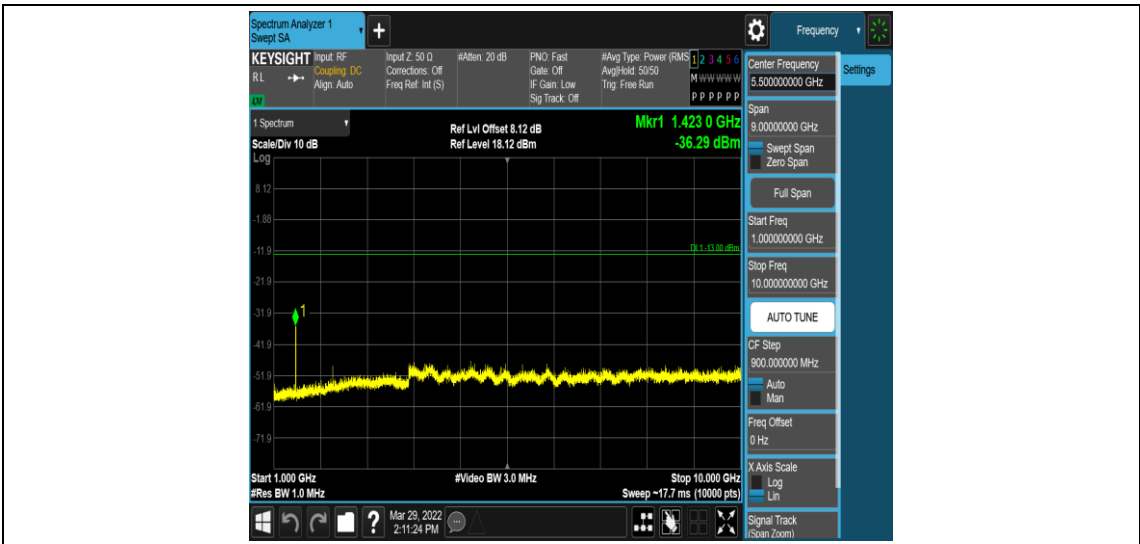 Spectrum Analyzer 1
Swept SA
Frequency
KEYSIGHT
RL
Input: RF
Coupling: DC
Align: Auto
Input Z: 50 Ω
Corrections: Off
Freq Ref: Int (S)
#Atten: 20 dB
PNO: Fast
Gate: Off
IF Gain: Low
Sig Track: Off
#Avg Type: Power (RMS
Avg|Hold: 50/50
Trig: Free Run
1 2 3 4 5 6
M W W W W W
P P P P P P
1 Spectrum
Scale/Div 10 dB
Ref Lvl Offset 8.12 dB
Ref Level 18.12 dBm
Mkr1 1.423 0 GHz
-36.29 dBm
Log
8.12
-1.88
-11.9
DL1 -13.00 dBm
-21.9
-31.9
1
-41.9
-51.9
-61.9
-71.9
Start 1.000 GHz
#Video BW 3.0 MHz
Stop 10.000 GHz
#Res BW 1.0 MHz
Sweep ~17.7 ms (10000 pts)
?
Mar 29, 2022
2:11:24 PM
Center Frequency
5.500000000 GHz
Settings
Span
9.00000000 GHz
Swept Span
Zero Span
Full Span
Start Freq
1.000000000 GHz
Stop Freq
10.000000000 GHz
AUTO TUNE
CF Step
900.000000 MHz
Auto
Man
Freq Offset
0 Hz
X Axis Scale
Log
Lin
Signal Track
(Span Zoom)